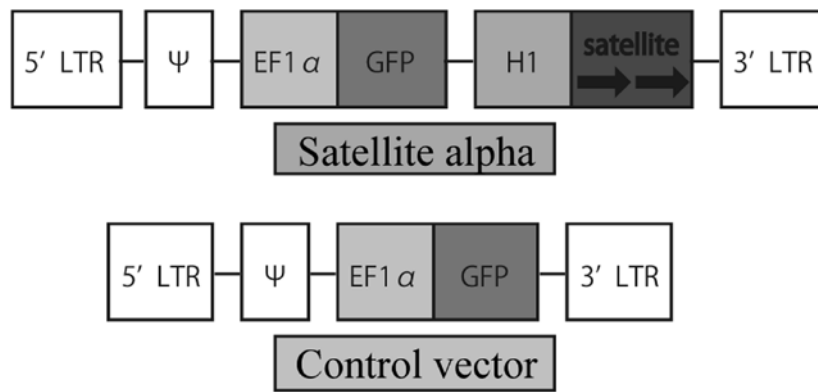 5′ LTR Ψ EF1α GFP H1 satellite 3′ LTR
Satellite alpha
5′ LTR Ψ EF1α GFP 3′ LTR
Control vector